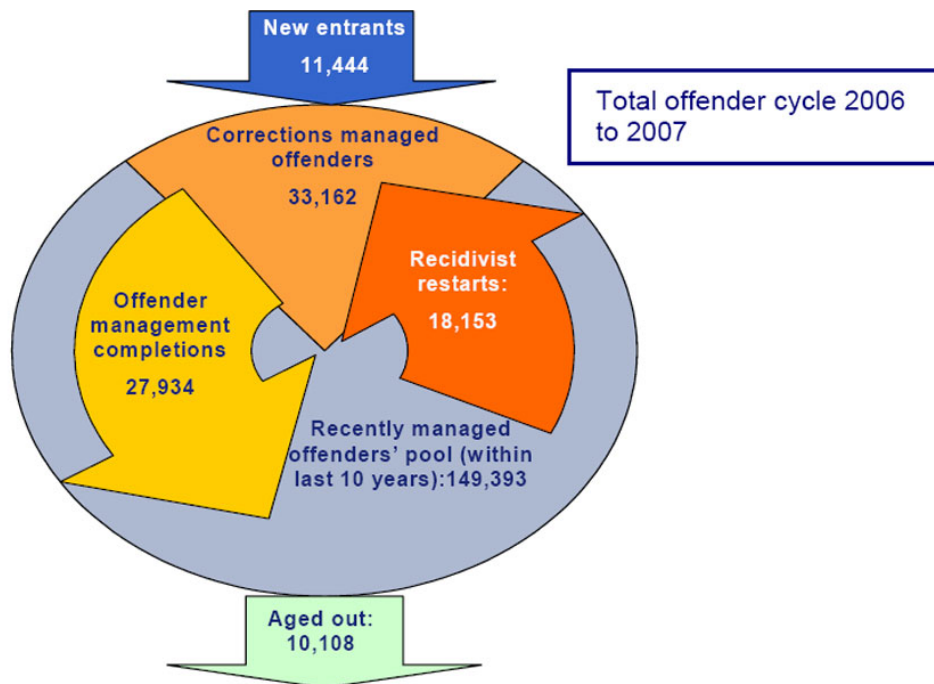 New entrants
11,444
Total offender cycle 2006
to 2007
Corrections managed
offenders
33,162
Recidivist
restarts:
18,153
Offender
management
completions
27,934
Recently managed
offenders’ pool (within
last 10 years):149,393
Aged out:
10,108